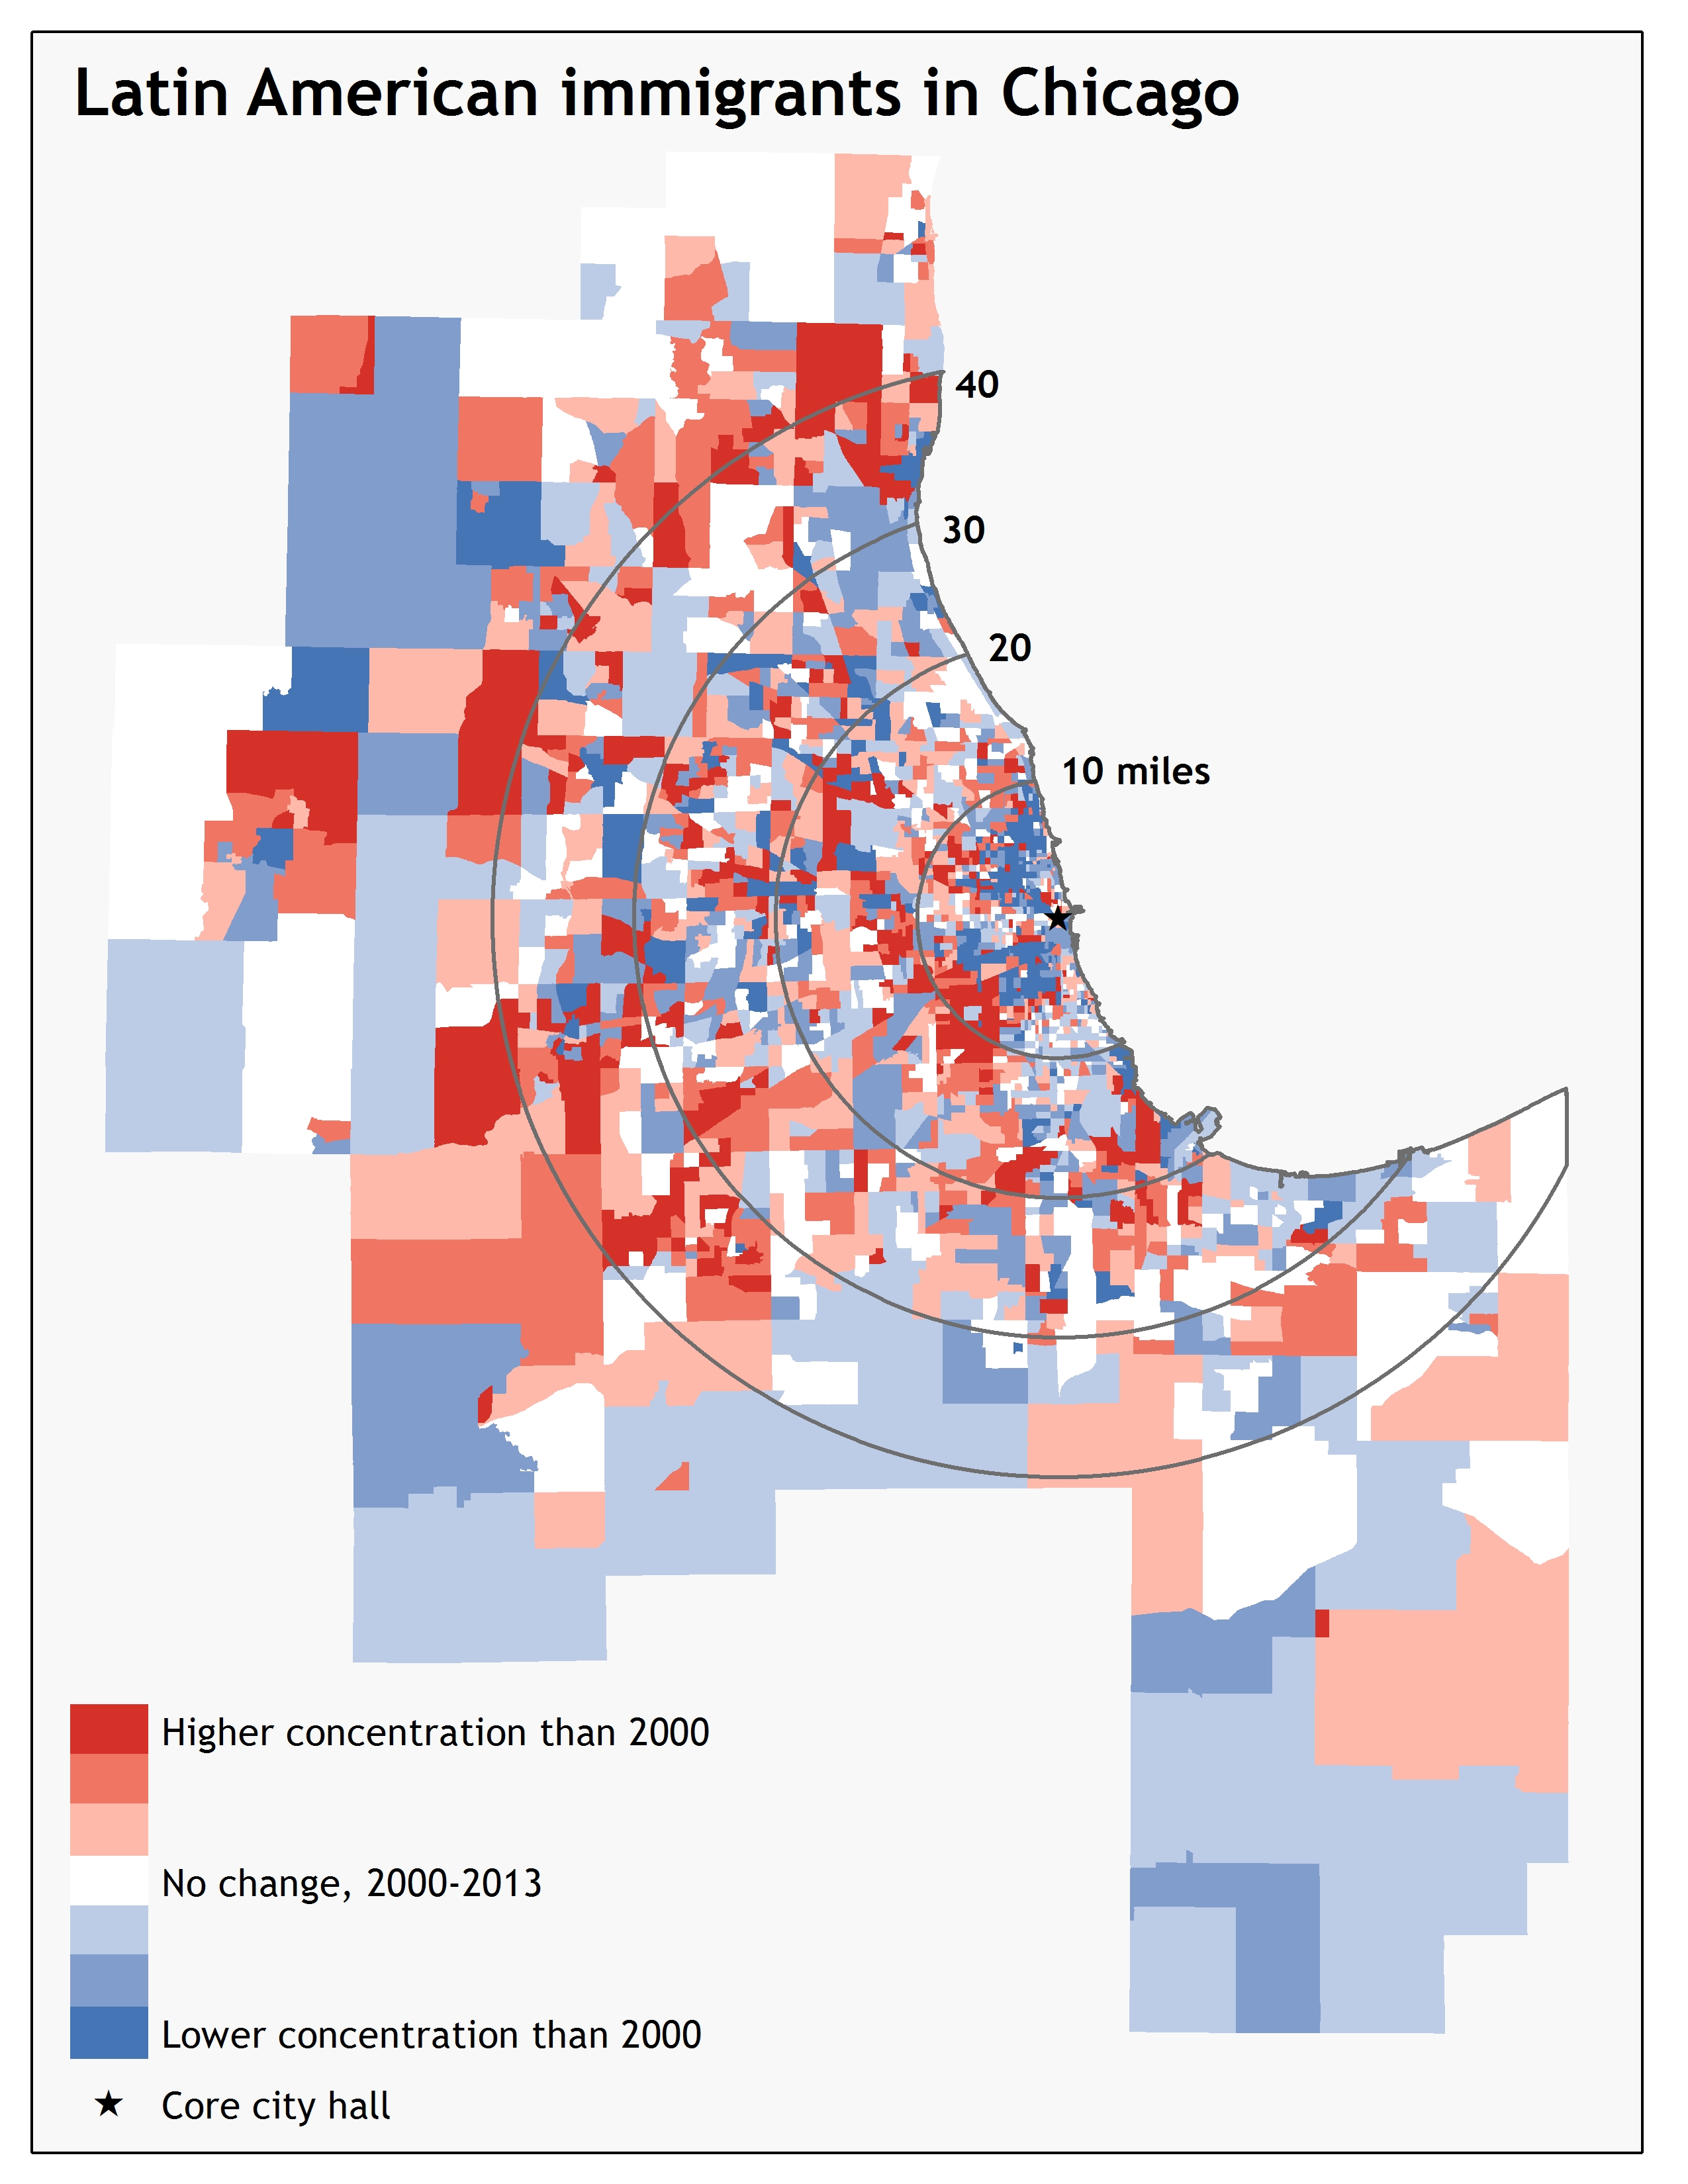 Latin American immigrants in Chicago
40
30
20
10 miles
Higher concentration than 2000
No change, 2000-2013
Lower concentration than 2000
Core city hall